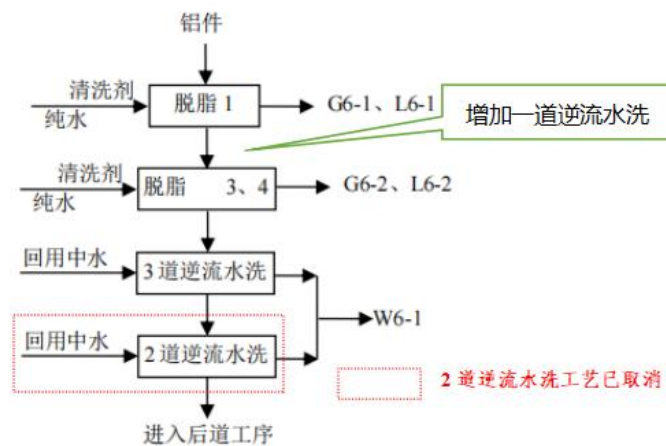 铝件
清洗剂
纯水
脱脂 1
G6-1、L6-1
增加一道逆流水洗
清洗剂
纯水
脱脂 3、4
G6-2、L6-2
回用中水
3 道逆流水洗
W6-1
回用中水
2 道逆流水洗
2 道逆流水洗工艺已取消
进入后道工序